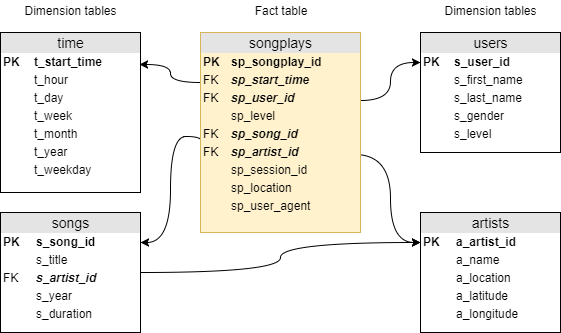 Dimension tables
Fact table
Dimension tables
time
PK t_start_time
t_hour
t_day
t_week
t_month
t_year
t_weekday
songplays
PK sp_songplay_id
FK sp_start_time
FK sp_user_id
sp_level
FK sp_song_id
FK sp_artist_id
sp_session_id
sp_location
sp_user_agent
users
PK s_user_id
s_first_name
s_last_name
s_gender
s_level
songs
PK s_song_id
s_title
FK s_artist_id
s_year
s_duration
artists
PK a_artist_id
a_name
a_location
a_latitude
a_longitude